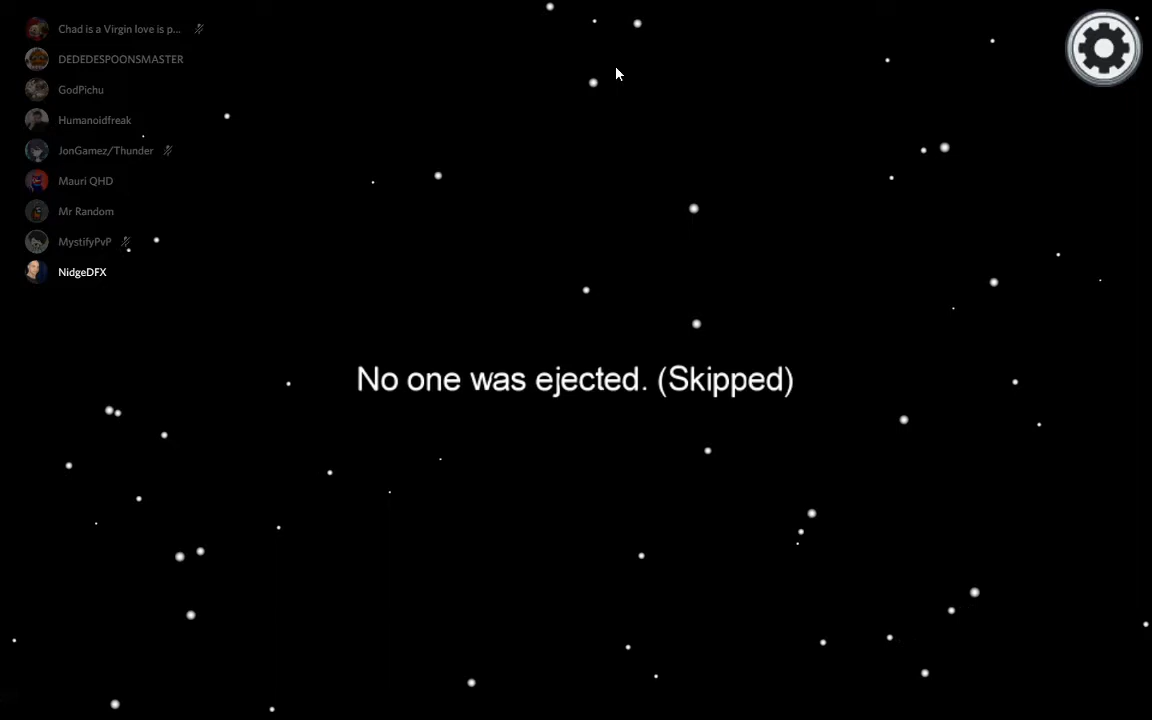 Chad is a Virgin love is p...
DEDEDESPOONSMASTER
GodPichu
Humanoidfreak
JonGamez/Thunder
Mauri QHD
Mr Random
MystifyPvP
NidgeDFX
No one was ejected. (Skipped)